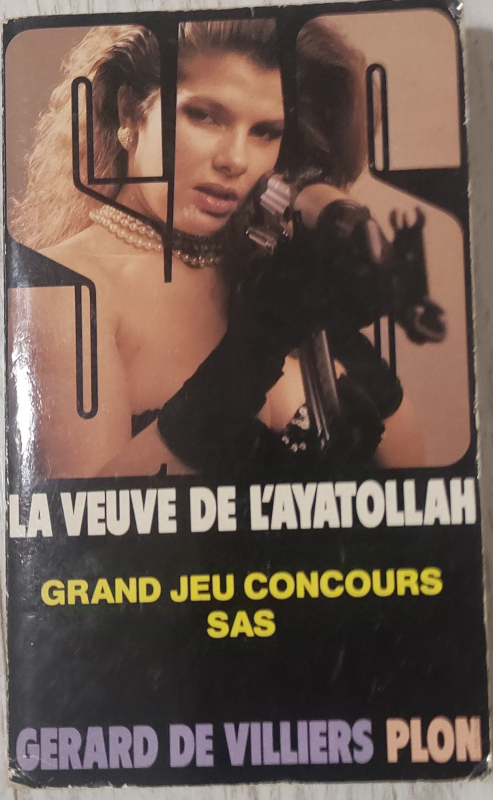 SAS
LA VEUVE DE L'AYATOLLAH
GRAND JEU CONCOURS
SAS
GERARD DE VILLIERS PLON